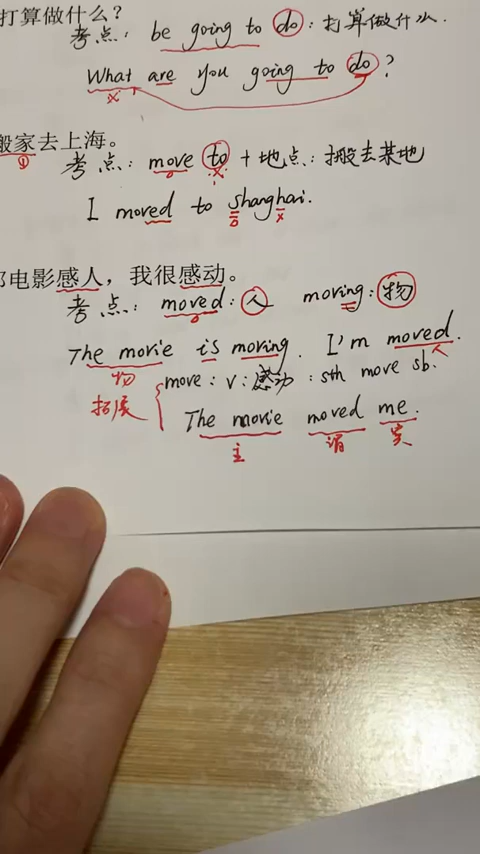 打算做什么?
考点: be going to do: 打算做什么.
What are you going to do?
搬家去上海。
①
考点: move to + 地点: 搬去某地
I moved to shanghai.
电影感人,我很感动。
考点: moved: 人 moving: 物
The movie is moving. I'm moved.
物 人
拓展 move: v: 感动: sth move sb.
The movie moved me.
主 谓 宾